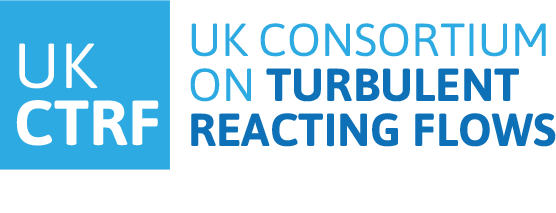 UK
CTRF
UK CONSORTIUM
ON TURBULENT
REACTING FLOWS